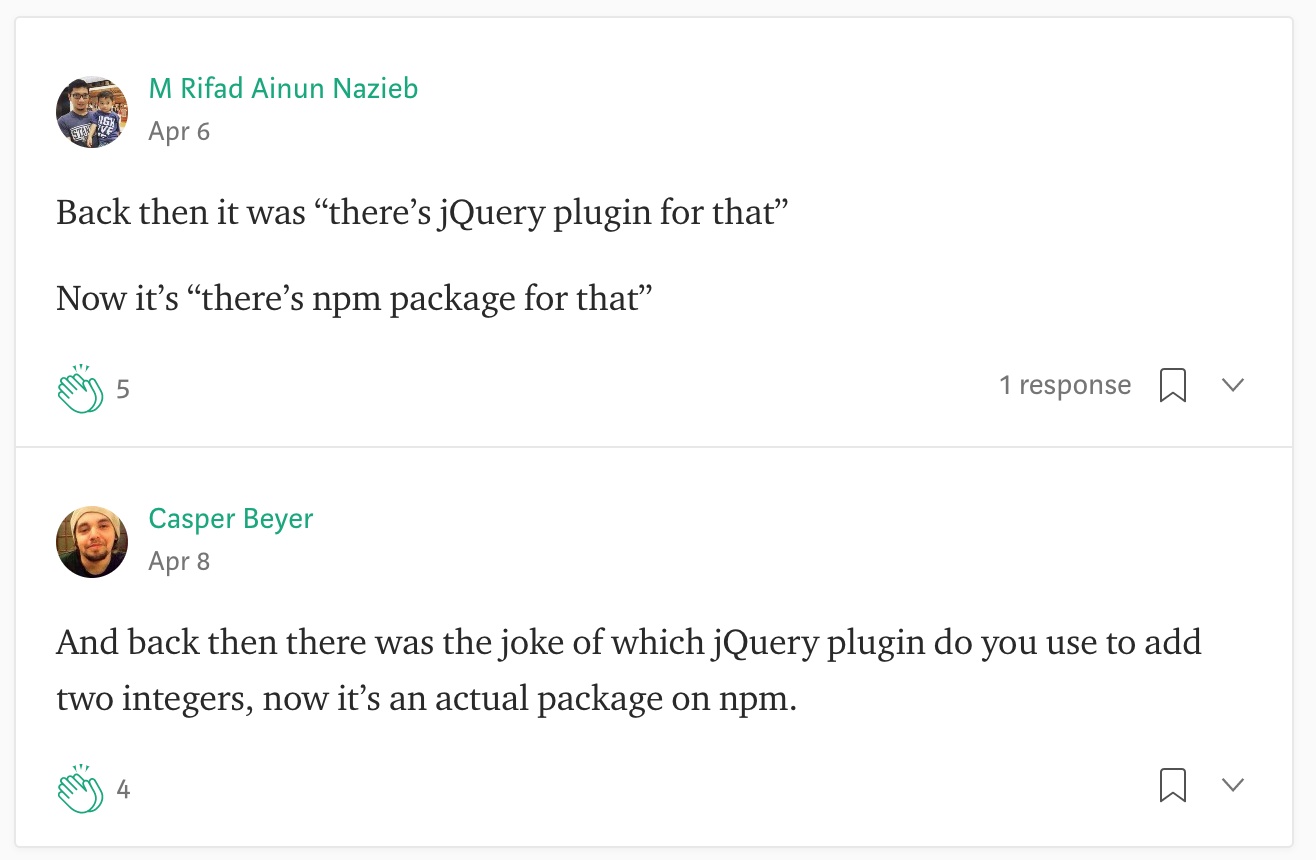 M Rifad Ainun Nazieb
Apr 6
Back then it was “there’s jQuery plugin for that”
Now it’s “there’s npm package for that”
5
1 response
Casper Beyer
Apr 8
And back then there was the joke of which jQuery plugin do you use to add
two integers, now it’s an actual package on npm.
4